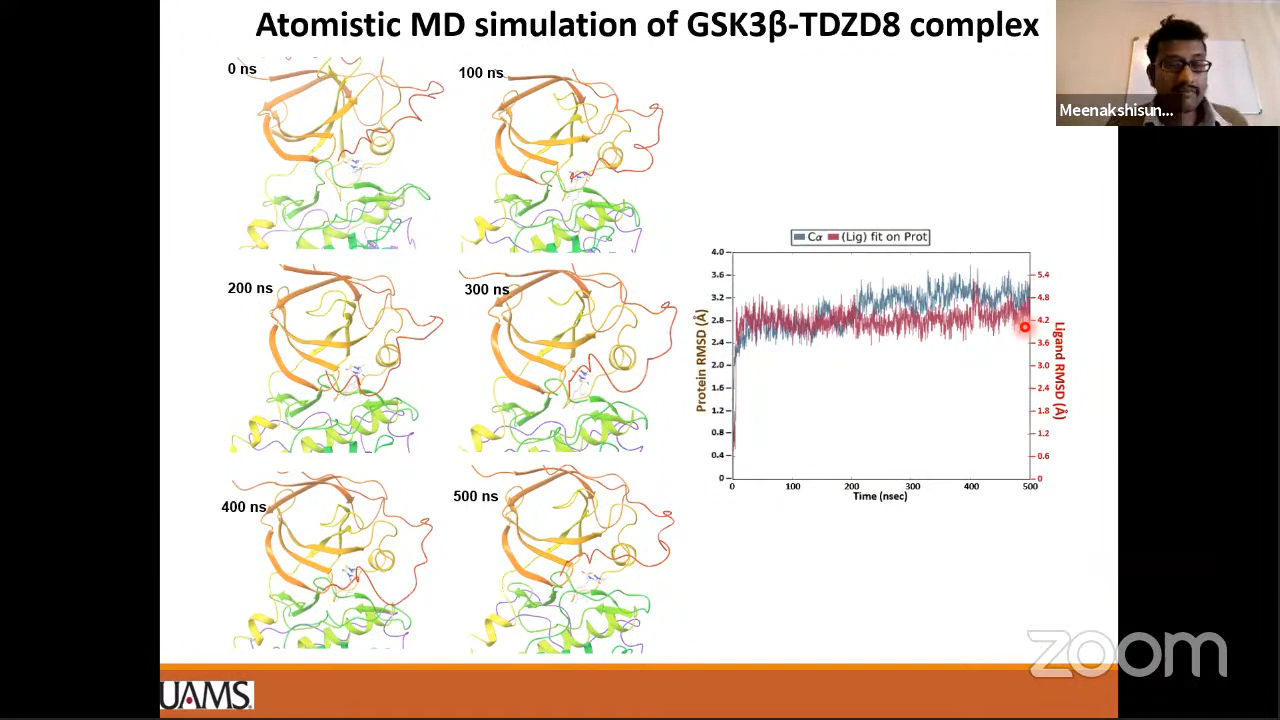 Atomistic MD simulation of GSK3β-TDZD8 complex
Meenakshisun...
0 ns
100 ns
200 ns
300 ns
400 ns
500 ns
Cα (Lig) fit on Prot
4.0
3.6
3.2
2.8
2.4
2.0
1.6
1.2
0.8
0.4
0
Protein RMSD (Å)
5.4
4.8
4.2
3.6
3.0
2.4
1.8
1.2
0.6
0
Ligand RMSD (Å)
0 100 200 300 400 500
Time (nsec)
zoom
UAMS